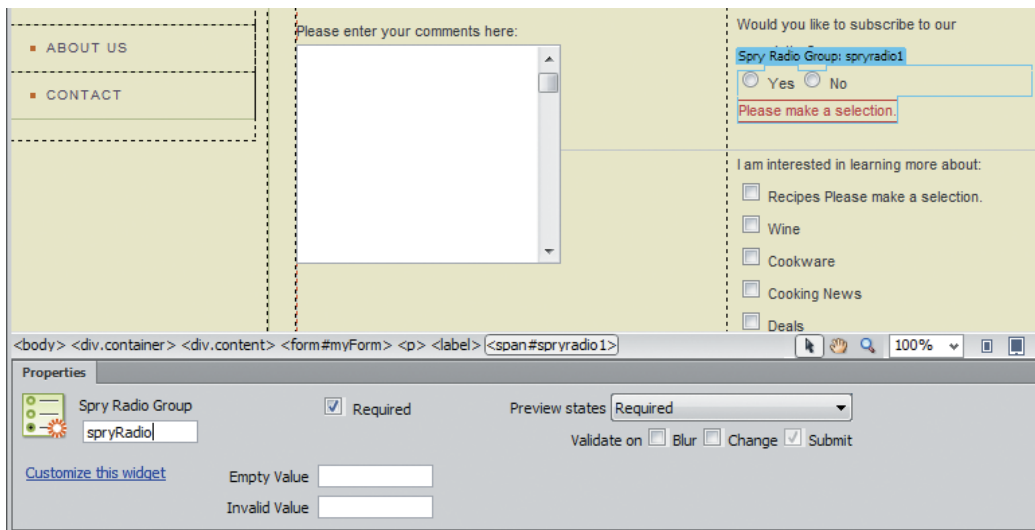 ABOUT US
CONTACT
Please enter your comments here:
Would you like to subscribe to our
Spry Radio Group: spryradio1
Yes No
Please make a selection.
I am interested in learning more about:
Recipes Please make a selection.
Wine
Cookware
Cooking News
Deals
<body> <div.container> <div.content> <form#myForm> <p> <label> <span#spryradio1>
100%
Properties
Spry Radio Group
spryRadio
Required
Preview states Required
Validate on Blur Change Submit
Customize this widget
Empty Value
Invalid Value